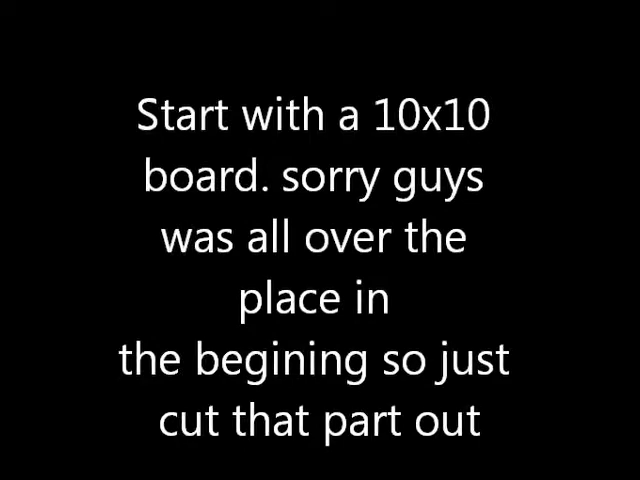 Start with a 10x10
board. sorry guys
was all over the
place in
the begining so just
cut that part out